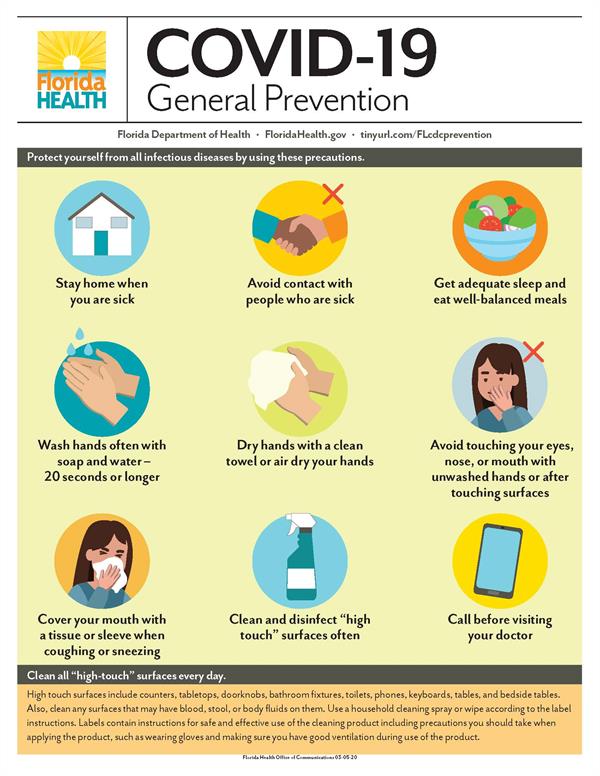 Florida
HEALTH
COVID-19
General Prevention
Florida Department of Health • FloridaHealth.gov • tinyurl.com/FLcdcprevention
Protect yourself from all infectious diseases by using these precautions.
Stay home when
you are sick
Avoid contact with
people who are sick
Get adequate sleep and
eat well-balanced meals
Wash hands often with
soap and water –
20 seconds or longer
Dry hands with a clean
towel or air dry your hands
Avoid touching your eyes,
nose, or mouth with
unwashed hands or after
touching surfaces
Cover your mouth with
a tissue or sleeve when
coughing or sneezing
Clean and disinfect “high
touch” surfaces often
Call before visiting
your doctor
Clean all “high-touch” surfaces every day.
High touch surfaces include counters, tabletops, doorknobs, bathroom fixtures, toilets, phones, keyboards, tables, and bedside tables.
Also, clean any surfaces that may have blood, stool, or body fluids on them. Use a household cleaning spray or wipe according to the label
instructions. Labels contain instructions for safe and effective use of the cleaning product including precautions you should take when
applying the product, such as wearing gloves and making sure you have good ventilation during use of the product.
Florida Health Office of Communications 03-05-20